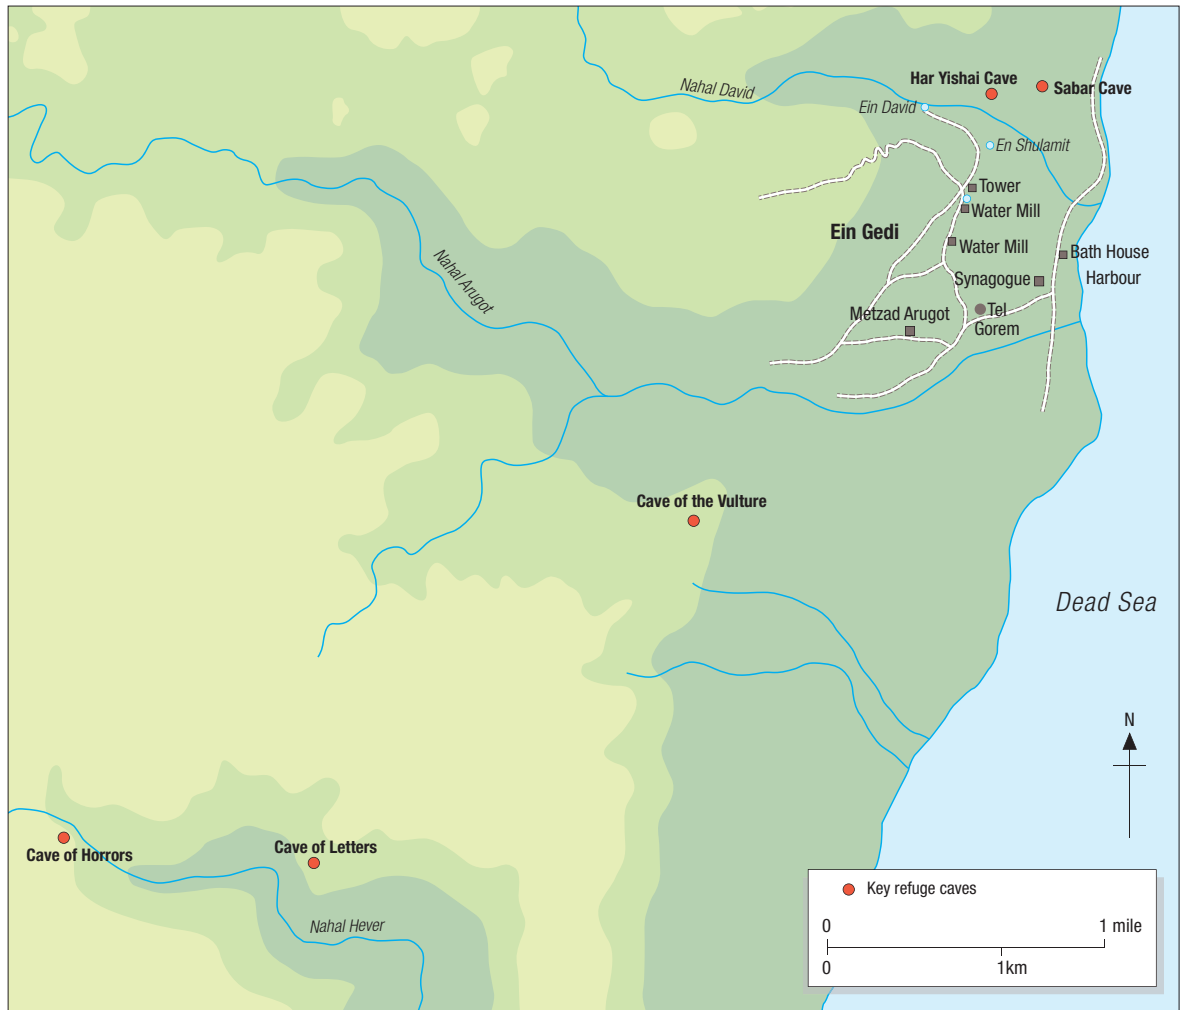 Nahal David
Har Yishai Cave
Sabar Cave
Ein David
En Shulamit
Tower
Water Mill
Ein Gedi
Water Mill
Bath House
Nahal Arugot
Synagogue
Harbour
Metzad Arugot
Tel
Gorem
Cave of the Vulture
Dead Sea
N
Cave of Horrors
Cave of Letters
Nahal Hever
Key refuge caves
0
1 mile
0
1km